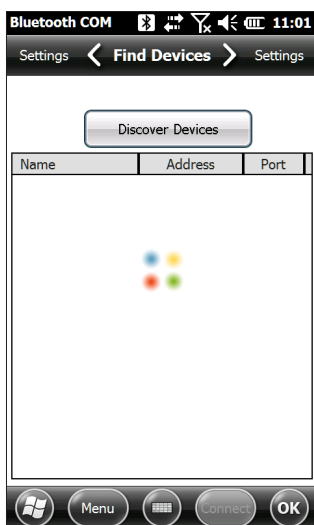 Bluetooth COM 11:01
Settings Find Devices Settings
Discover Devices
Name Address Port
Menu Connect OK